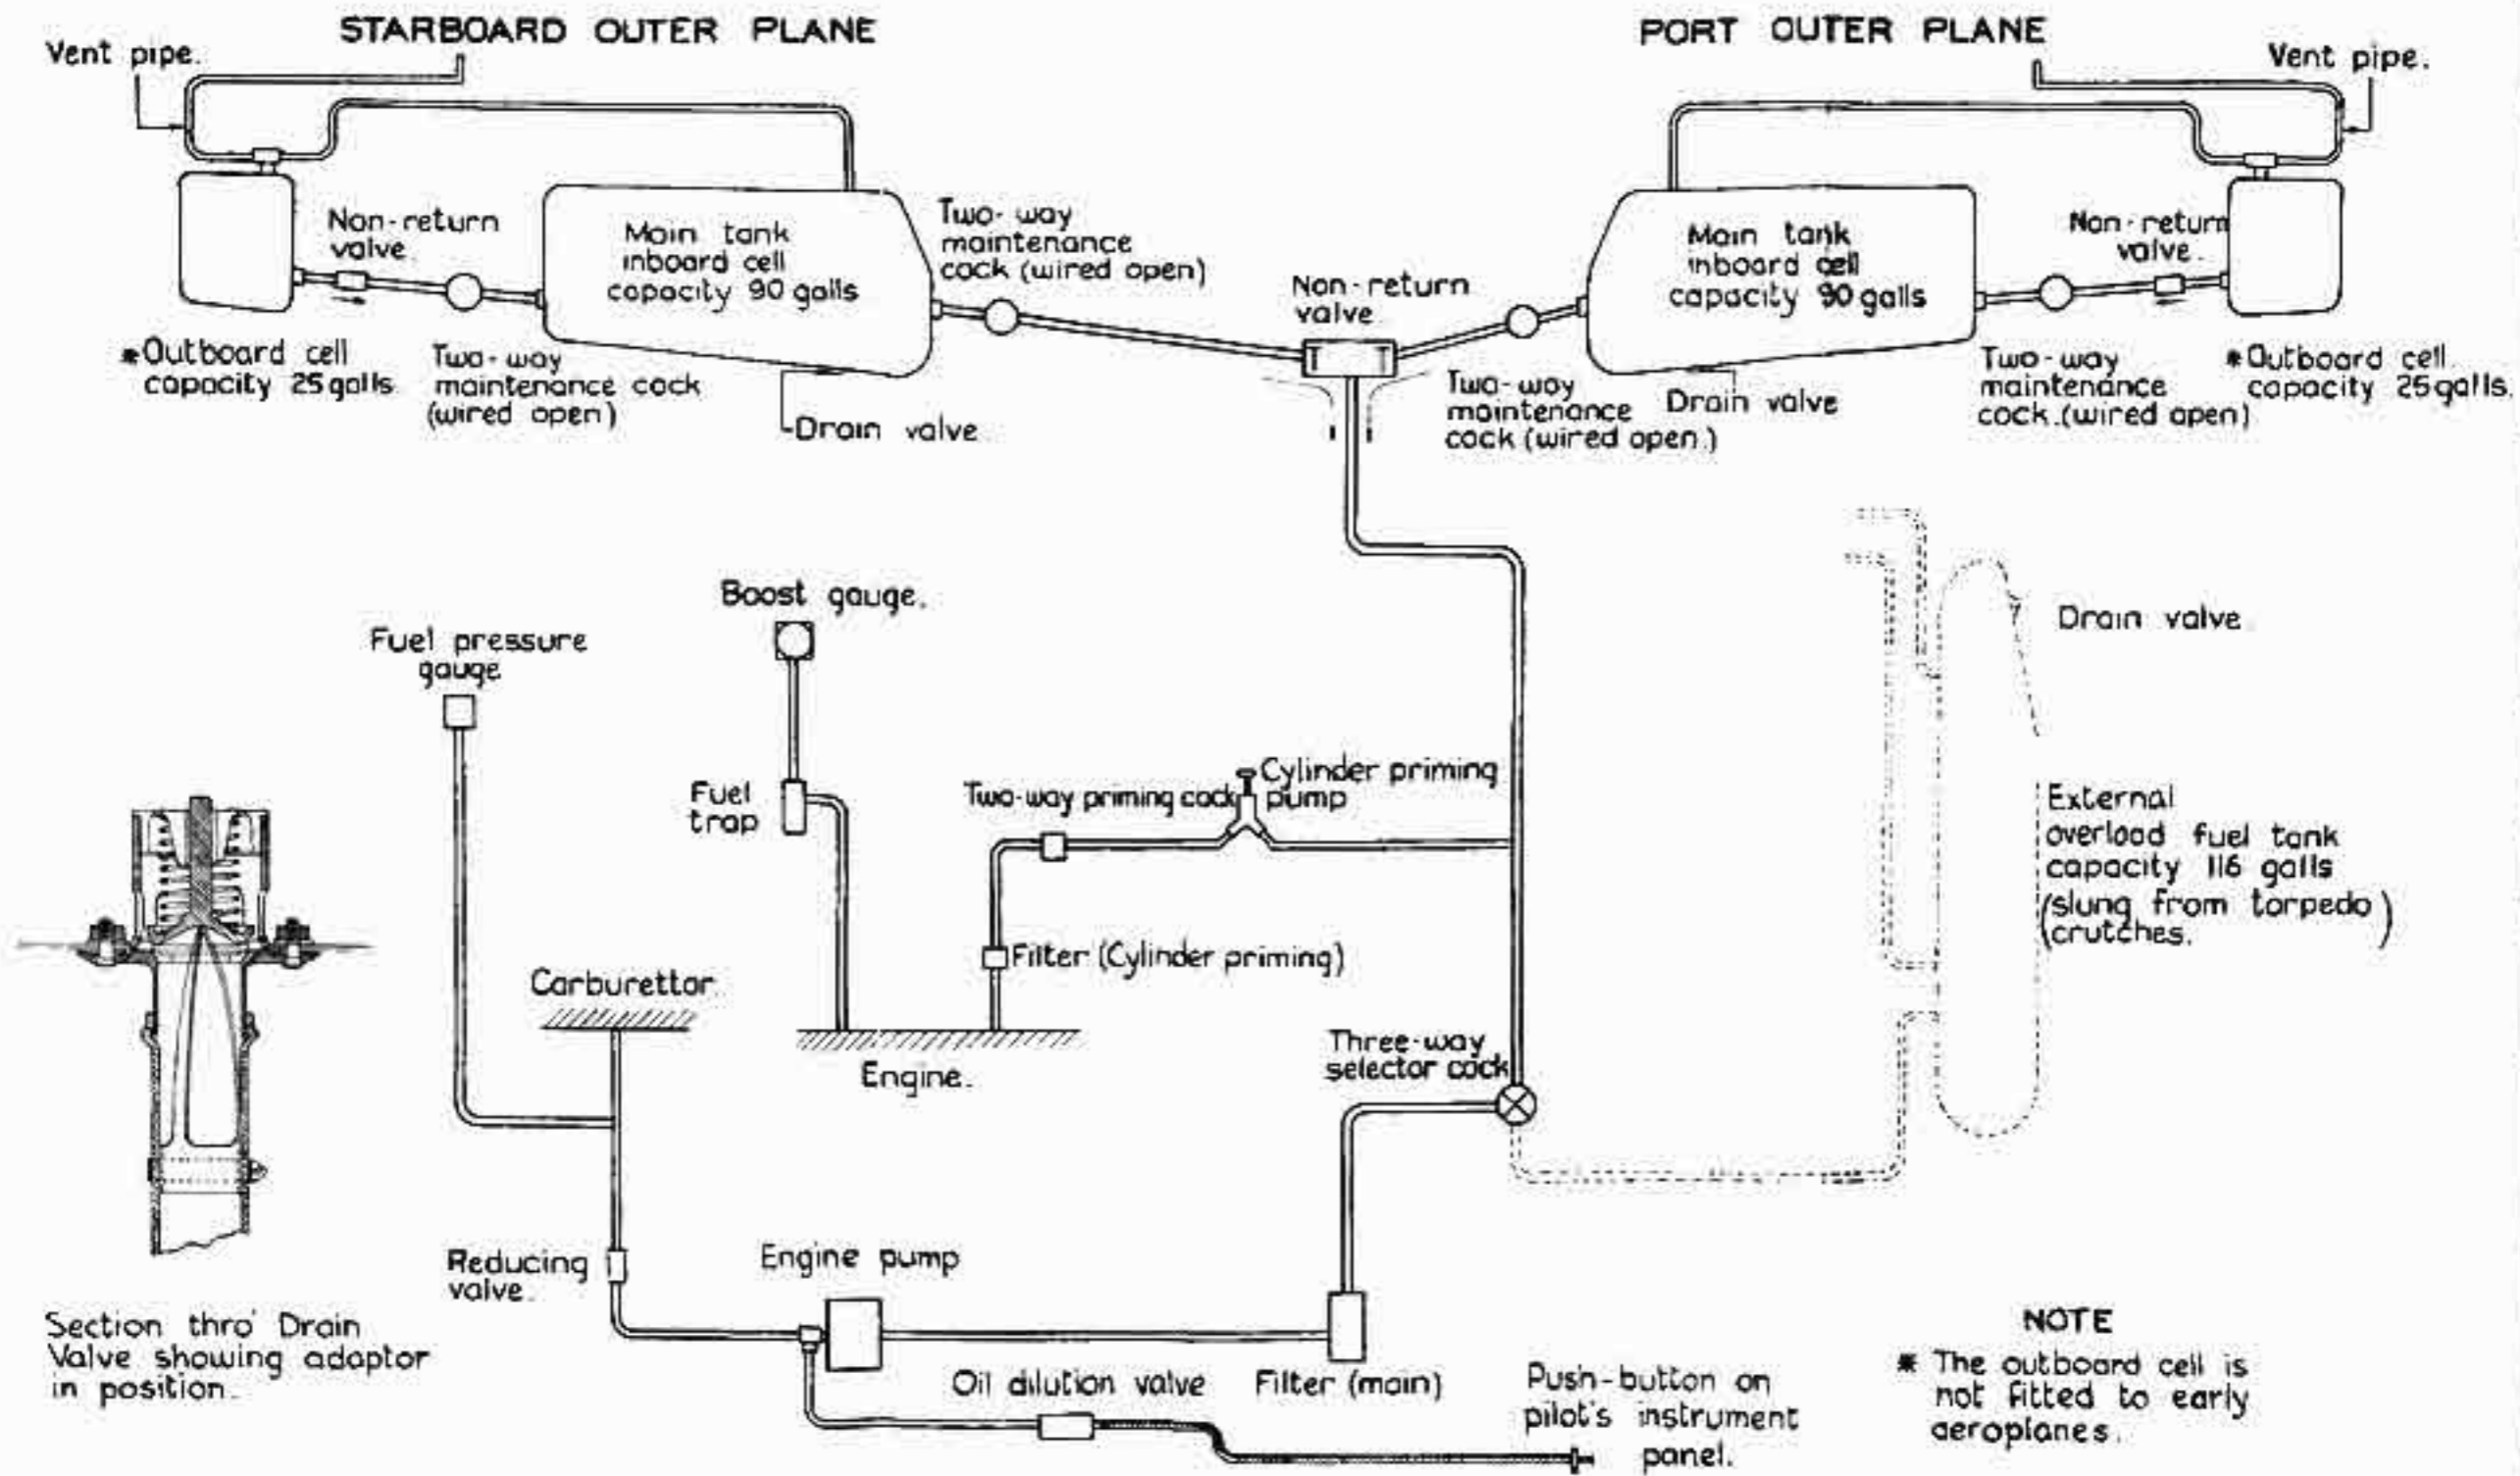 STARBOARD OUTER PLANE
PORT OUTER PLANE
Vent pipe.
Vent pipe.
Non-return
valve.
Main tank
inboard cell
capacity 90 galls
Two-way
maintenance
cock (wired open)
Non-return
valve
Main tank
inboard cell
capacity 90 galls
Non-return
valve.
*Outboard cell
capacity 25 galls.
Two-way
maintenance cock
(wired open)
Drain valve
Two-way
maintenance
cock (wired open.)
Drain valve
Two-way
maintenance
cock.(wired open)
*Outboard cell.
capacity 25 galls.
Boost gauge.
Fuel pressure
gauge
Drain valve
Fuel
trap
Two-way priming cock
Cylinder priming
pump
External
overload fuel tank
capacity 116 galls
(slung from torpedo)
crutches.
Filter (Cylinder priming)
Carburettor
Engine.
Three-way
selector cock
Reducing
valve.
Engine pump
Section thro' Drain
Valve showing adaptor
in position.
Oil dilution valve
Filter (main)
Push-button on
pilot's instrument
panel.
NOTE
* The outboard cell is
not fitted to early
aeroplanes.